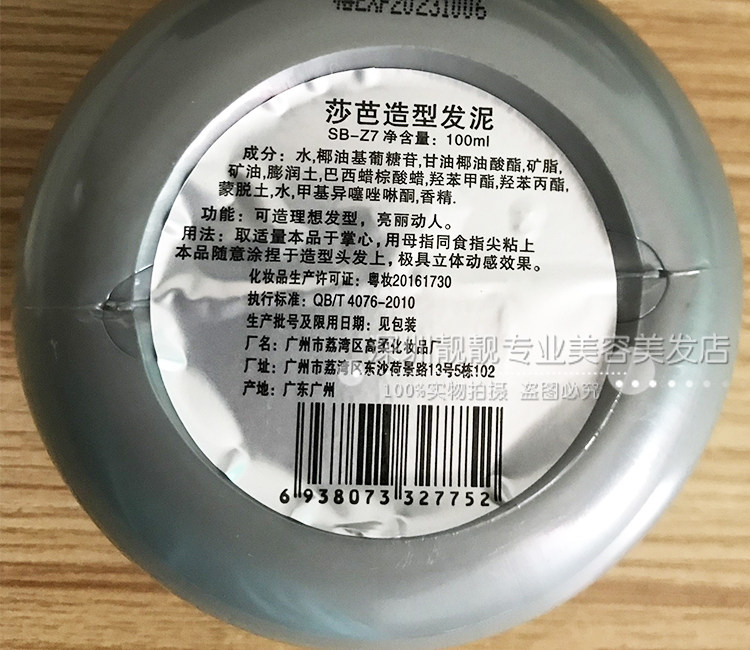 EXP20231006
莎芭造型发泥
SB-Z7 净含量：100ml
成分：水,椰油基葡糖苷,甘油椰油酸酯,矿脂,
矿油,膨润土,巴西蜡棕酸蜡,羟苯甲酯,羟苯丙酯,
蒙脱土,水,甲基异噻唑啉酮,香精.
功能：可造理想发型，亮丽动人。
用法：取适量本品于掌心,用母指同食指尖粘上
本品随意涂捏于造型头发上，极具立体动感效果。
化妆品生产许可证：粤妆20161730
执行标准：QB/T 4076-2010
生产批号及限用日期：见包装
厂名：广州市荔湾区高柔化妆品厂
厂址：广州市荔湾区东沙荷景路13号5栋102
产地：广东广州
州靓靓专业美容美发店
100%实物拍摄 盗图必究
6 938073 327752